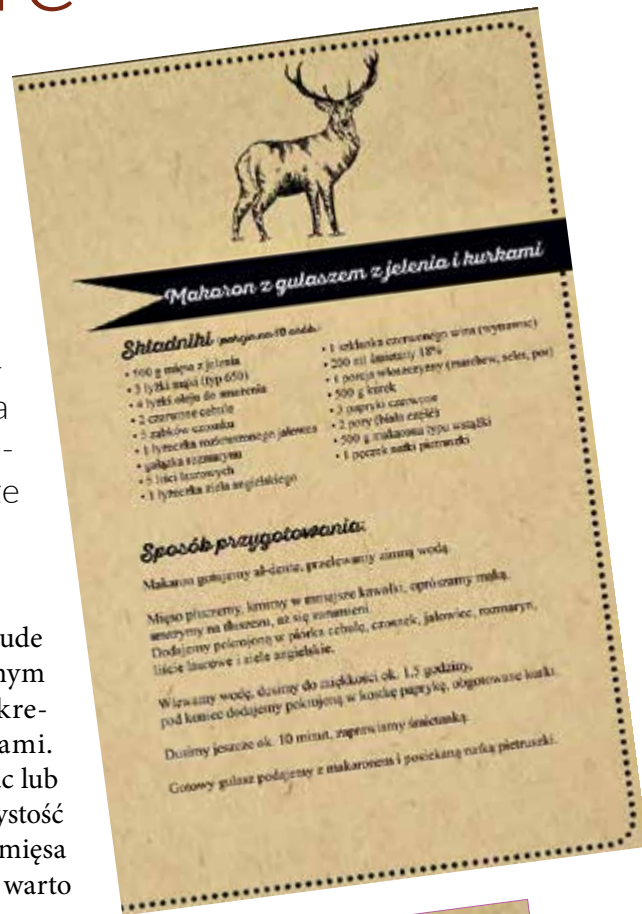 Makaron z gulaszem z jelenia i kurkami
Składniki
• 500 g mięsa z jelenia
• 3 łyżki mąki (typ 650)
• 4 łyżki oleju do smażenia
• 2 czerwone cebule
• 5 ząbków czosnku
• 1 łyżeczka rozdrobnionego jałowca
• gałązka rozmarynu
• 5 liści laurowych
• 1 łyżeczka ziela angielskiego
• 1 szklanka czerwonego wina (wytrawne)
• 200 ml śmietany 18%
• 1 porcja włoszczyzny (marchew, seler, por)
• 500 g kurek
• 3 papryki czerwone
• 2 pory (biała część)
• 500 g makaronu typu wstążki
• 1 pęczek natki pietruszki
Sposób przygotowania:
Makaron gotujemy al-dente, przelewamy zimną wodą.
Mięso płuczemy, kroimy w mniejsze kawałki, oprószamy mąką,
smażymy na tłuszczu, aż się zarumieni.
Dodajemy pokrojoną w piórka cebulę, czosnek, jałowiec, rozmaryn,
liście laurowe i ziele angielskie.
Wlewamy wodę, dusimy do miękkości ok. 1,5 godziny,
pod koniec dodajemy pokrojoną w kostkę paprykę, obgotowane kurki.
Dusimy jeszcze ok. 10 minut, zaprawiamy śmietanką.
Gotowy gulasz podajemy z makaronem i posiekaną natką pietruszki.
-
a
-
e
ude
nym
kre-
ami.
c lub
ystość
mięsa
warto